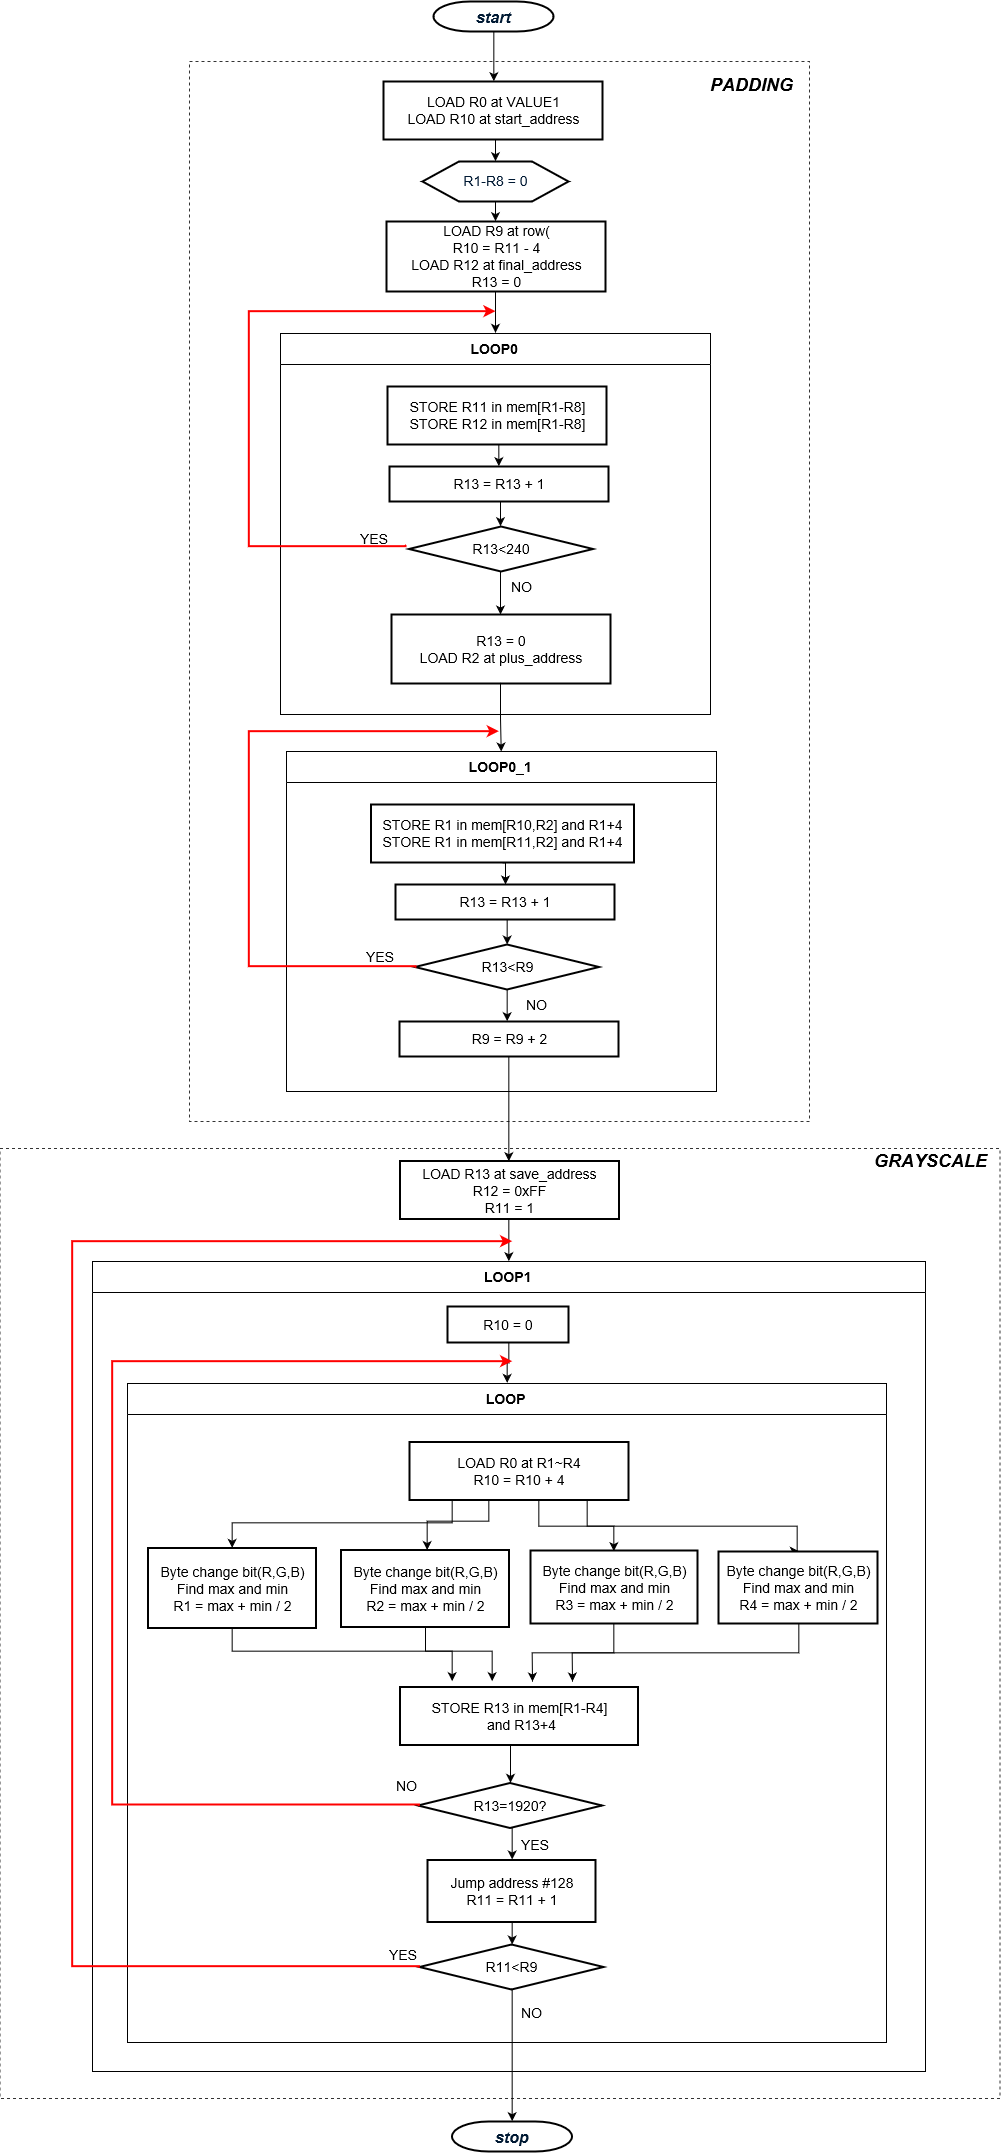 start
PADDING
LOAD R0 at VALUE1
LOAD R10 at start_address
R1-R8 = 0
LOAD R9 at row(
R10 = R11 - 4
LOAD R12 at final_address
R13 = 0
LOOP0
STORE R11 in mem[R1-R8]
STORE R12 in mem[R1-R8]
R13 = R13 + 1
YES
R13<240
NO
R13 = 0
LOAD R2 at plus_address
LOOP0_1
STORE R1 in mem[R10,R2] and R1+4
STORE R1 in mem[R11,R2] and R1+4
R13 = R13 + 1
YES
R13<R9
NO
R9 = R9 + 2
GRAYSCALE
LOAD R13 at save_address
R12 = 0xFF
R11 = 1
LOOP1
R10 = 0
LOOP
LOAD R0 at R1~R4
R10 = R10 + 4
Byte change bit(R,G,B)
Find max and min
R1 = max + min / 2
Byte change bit(R,G,B)
Find max and min
R2 = max + min / 2
Byte change bit(R,G,B)
Find max and min
R3 = max + min / 2
Byte change bit(R,G,B)
Find max and min
R4 = max + min / 2
STORE R13 in mem[R1-R4]
and R13+4
NO
R13=1920?
YES
Jump address #128
R11 = R11 + 1
YES
R11<R9
NO
stop